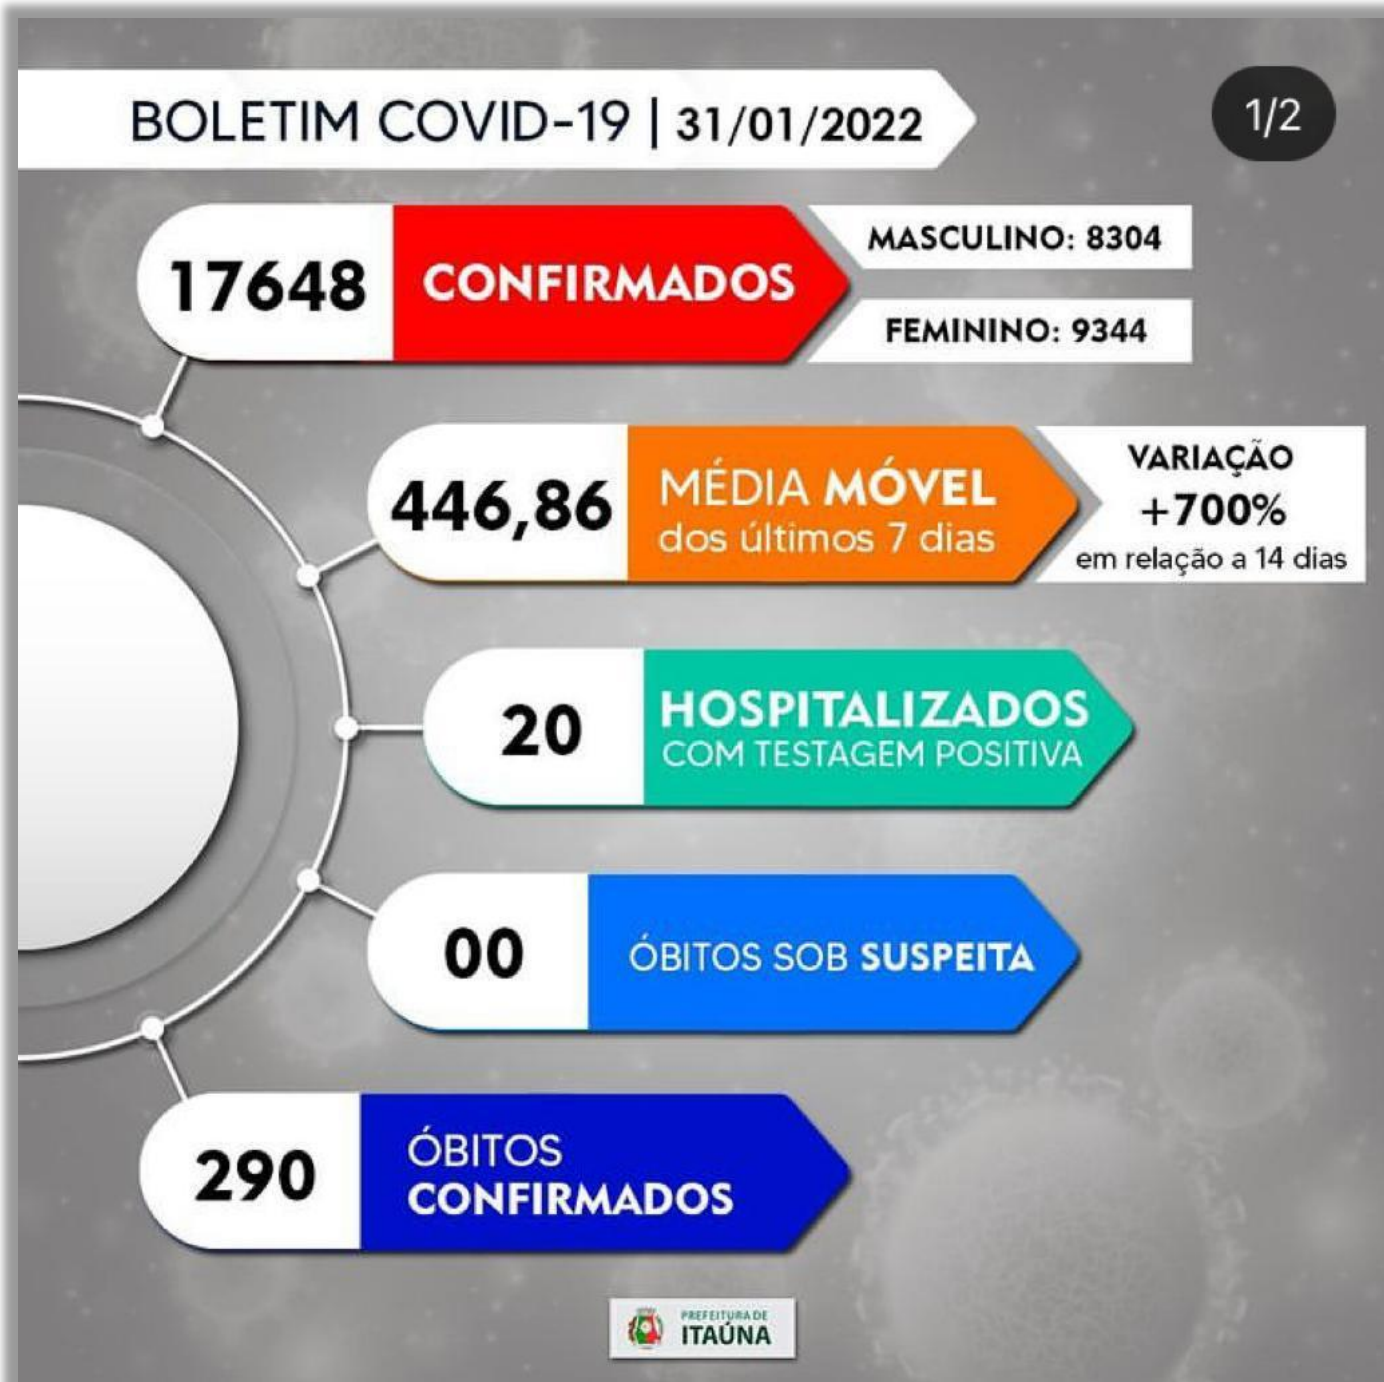 BOLETIM COVID-19 | 31/01/2022
1/2
17648
CONFIRMADOS
MASCULINO: 8304
FEMININO: 9344
446,86
MÉDIA MÓVEL
dos últimos 7 dias
VARIAÇÃO
+700%
em relação a 14 dias
20
HOSPITALIZADOS
COM TESTAGEM POSITIVA
00
ÓBITOS SOB SUSPEITA
290
ÓBITOS
CONFIRMADOS
PREFEITURA DE
ITAÚNA